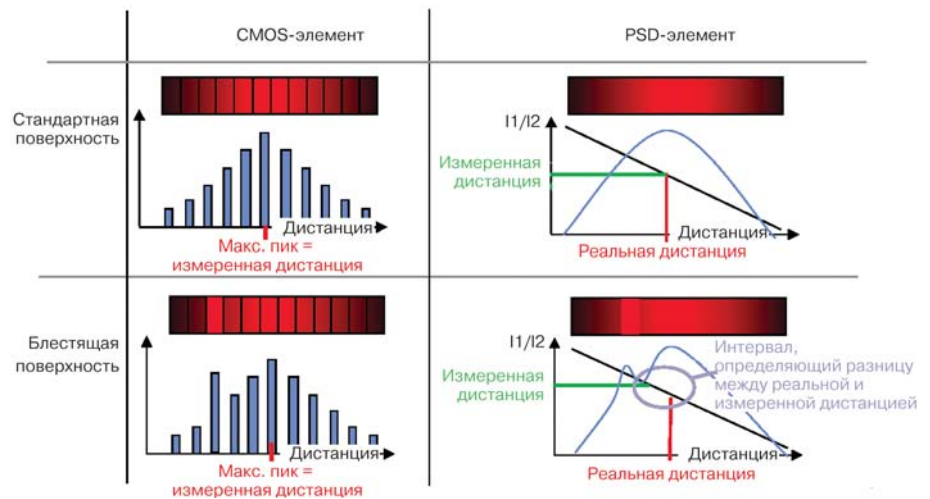 CMOS-элемент
PSD-элемент
Стандартная
поверхность
Дистанция
Макс. пик =
измеренная дистанция
I1/I2
Измеренная
дистанция
Дистанция
Реальная дистанция
Блестящая
поверхность
Дистанция
Макс. пик =
измеренная дистанция
I1/I2
Измеренная
дистанция
Интервал,
определяющий разницу
между реальной и
измеренной дистанцией
Дистанция
Реальная дистанция